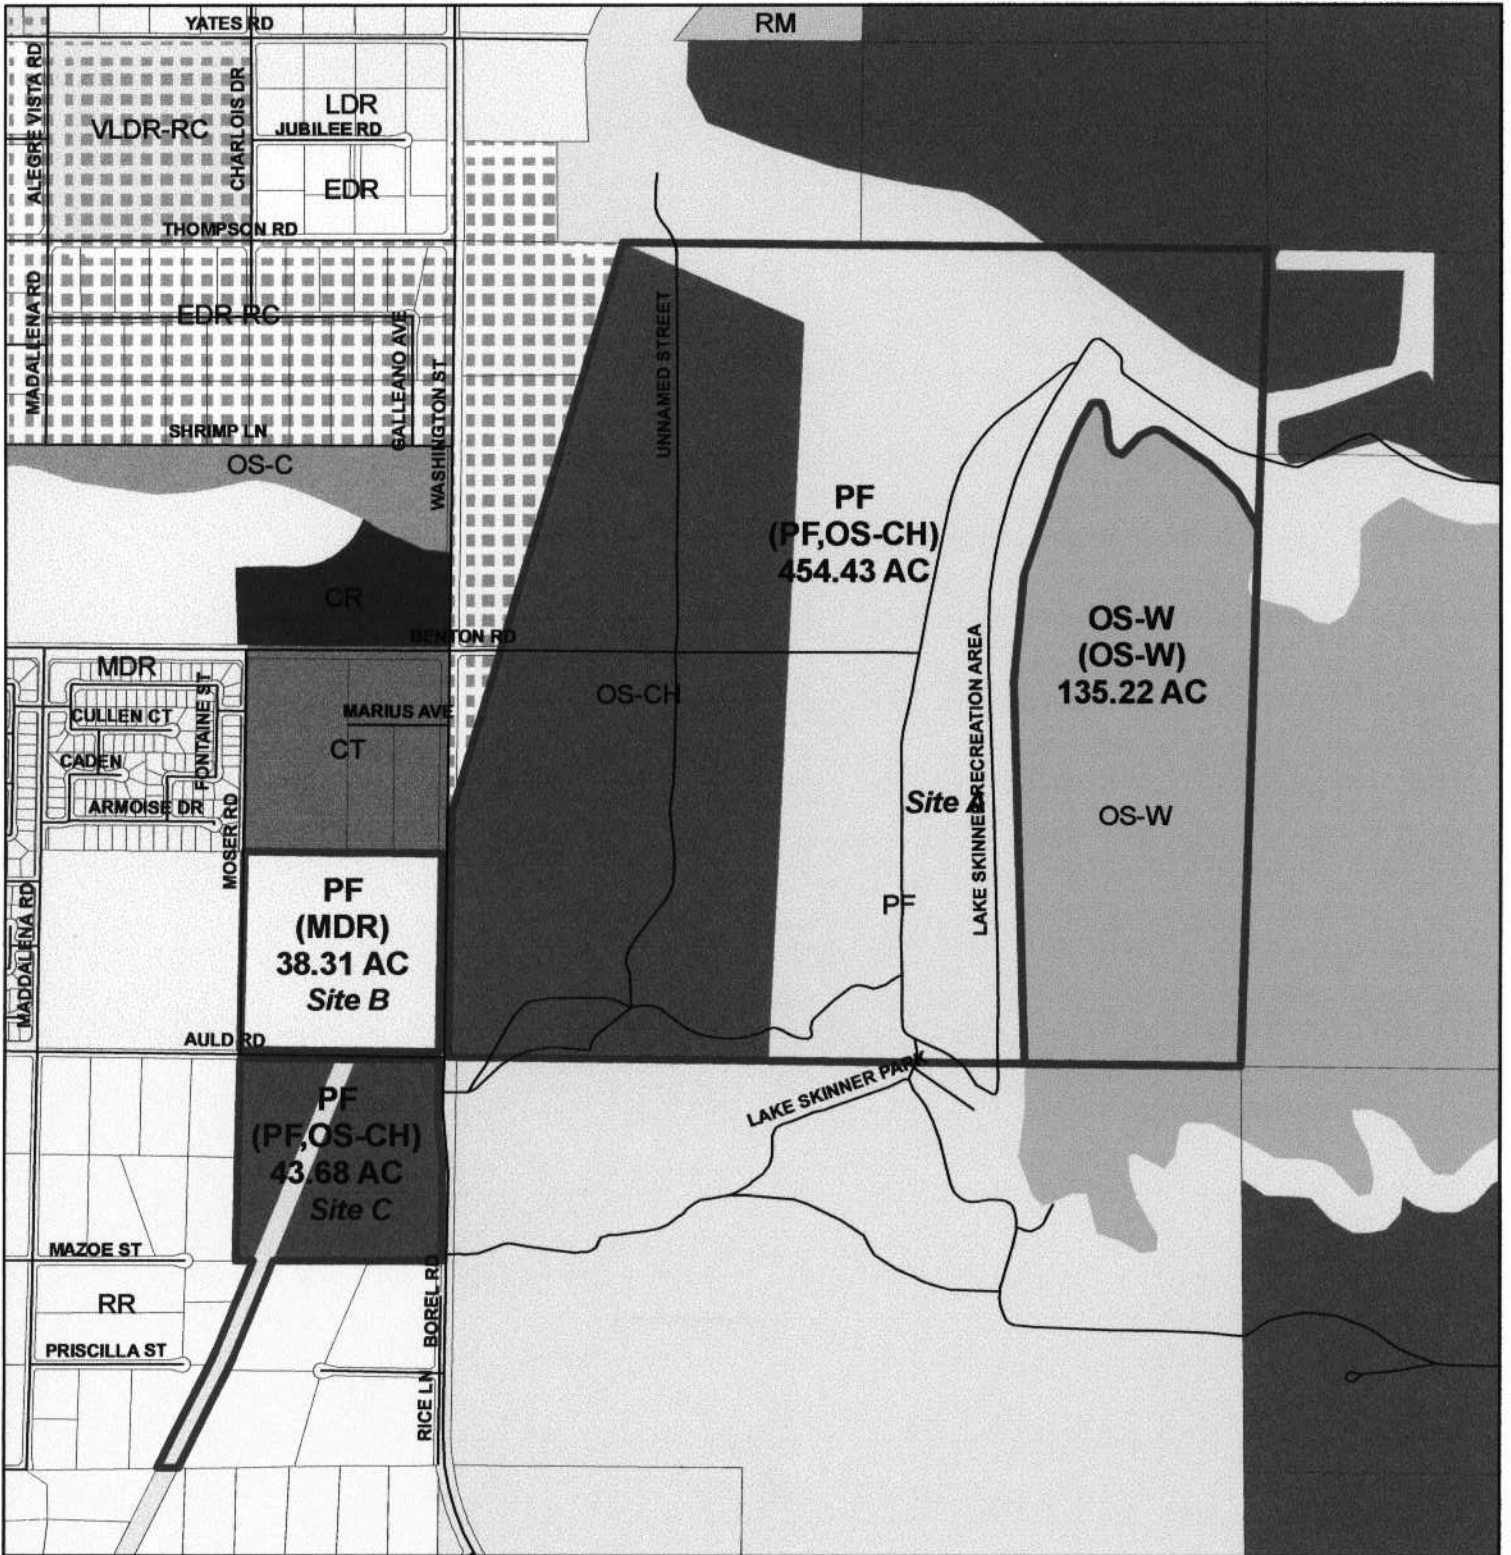 YATES RD
RM
ALEGRE VISTA RD
VLDR-RC
CHARLOIS DR
LDR
JUBILEE RD
EDR
THOMPSON RD
MADALLENA RD
EDR-RC
GALLEANO AVE
WASHINGTON ST
UNNAMED STREET
SHRIMP LN
OS-C
PF
(PF,OS-CH)
454.43 AC
CR
BENTON RD
OS-W
(OS-W)
135.22 AC
MDR
FONTAINE ST
CULLEN CT
MARIUS AVE
CT
CADEN
ARMOISE DR
MOSER RD
OS-CH
LAKE SKINNER RECREATION AREA
Site A
OS-W
PF
MADDALENA RD
PF
(MDR)
38.31 AC
Site B
AULD RD
PF
(PF,OS-CH)
43.68 AC
Site C
LAKE SKINNER PARK
MAZOE ST
RR
BOREL RD
PRISCILLA ST
RICE LN